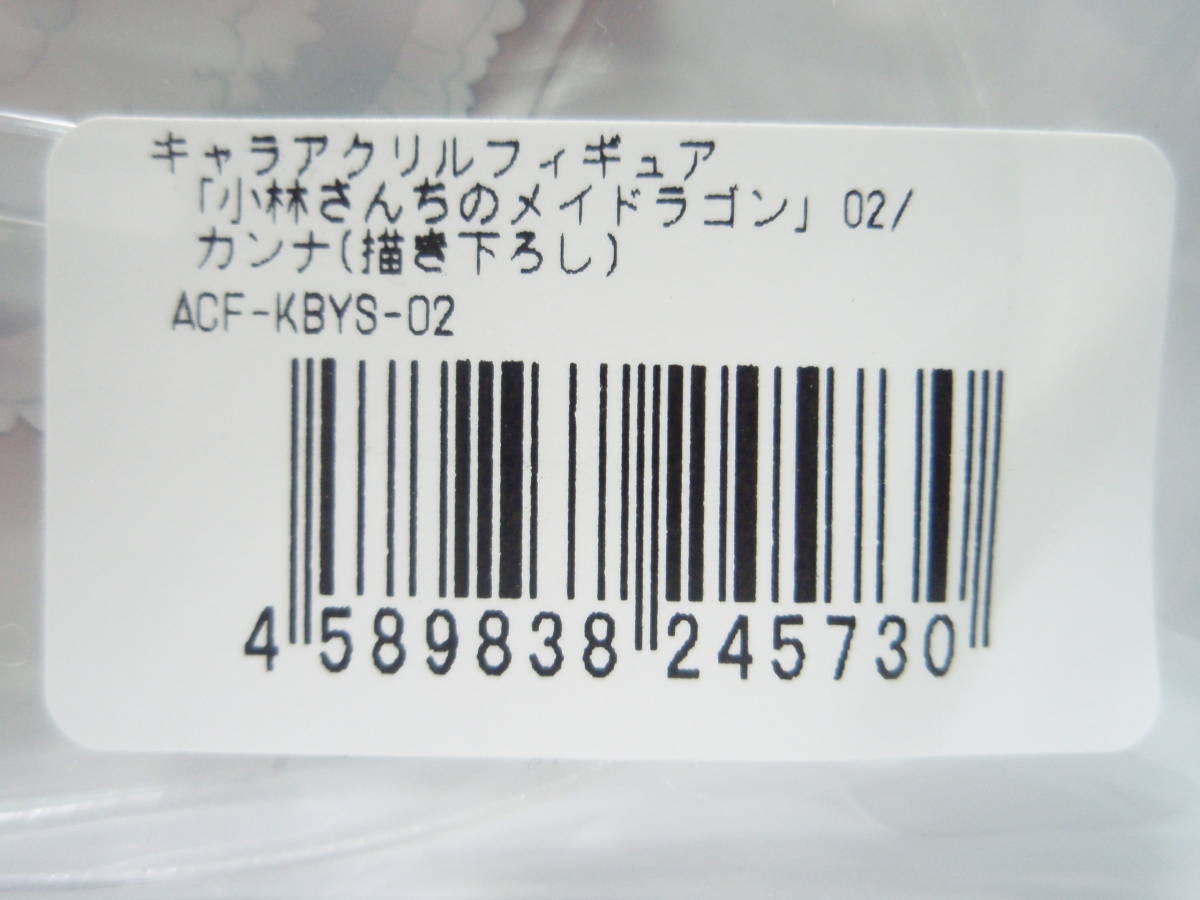 キャラアクリルフィギュア
「小林さんちのメイドラゴン」02/
カンナ(描き下ろし)
ACF-KBYS-02
4 589838 245730